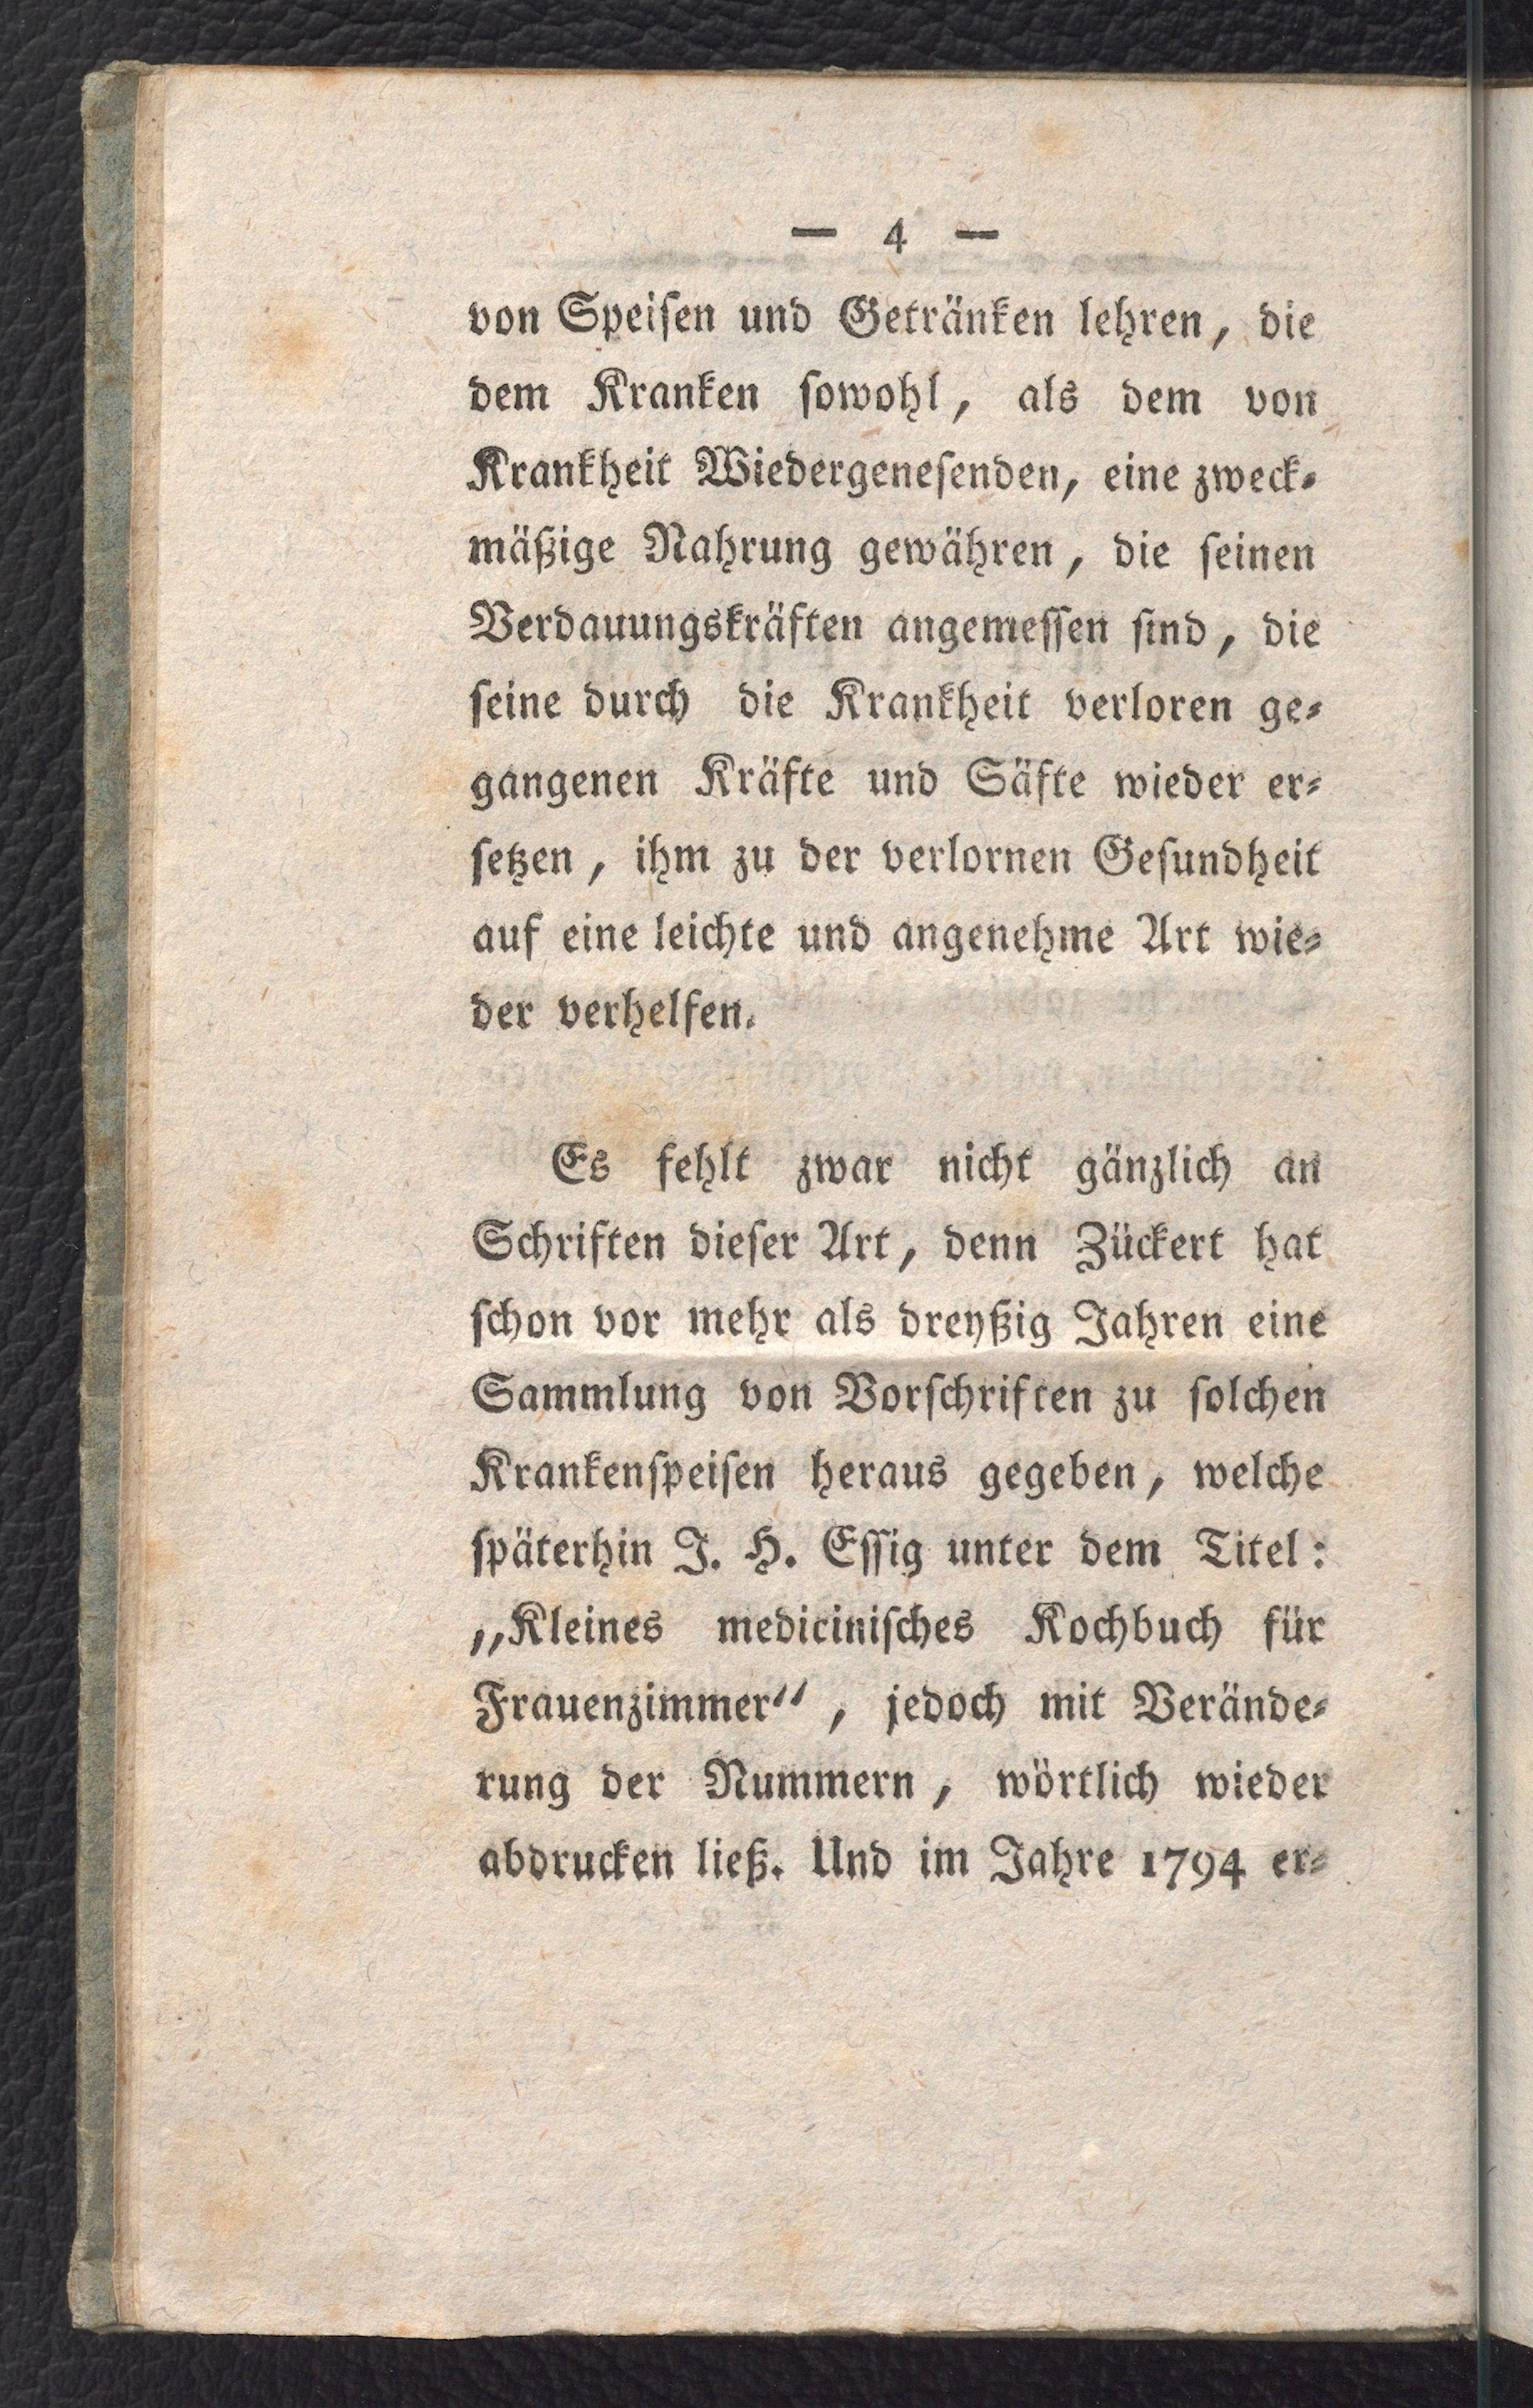 — 4 —
von Speiſen und Getränken lehren, die
dem Kranken ſowohl, als dem von
Krankheit Wiedergeneſenden, eine zweck-
mäßige Nahrung gewähren, die ſeinen
Verdauungskräften angemeſſen ſind, die
ſeine durch die Krankheit verloren ge-
gangenen Kräfte und Säfte wieder er-
ſetzen, ihm zu der verlornen Geſundheit
auf eine leichte und angenehme Art wie-
der verhelfen.
Es fehlt zwar nicht gänzlich an
Schriften dieſer Art, denn Zückert hat
ſchon vor mehr als dreyßig Jahren eine
Sammlung von Vorſchriften zu ſolchen
Krankenſpeiſen heraus gegeben, welche
ſpäterhin J. H. Eſſig unter dem Titel:
„Kleines mediciniſches Kochbuch für
Frauenzimmer“, jedoch mit Verände-
rung der Nummern, wörtlich wieder
abdrucken ließ. Und im Jahre 1794 er-